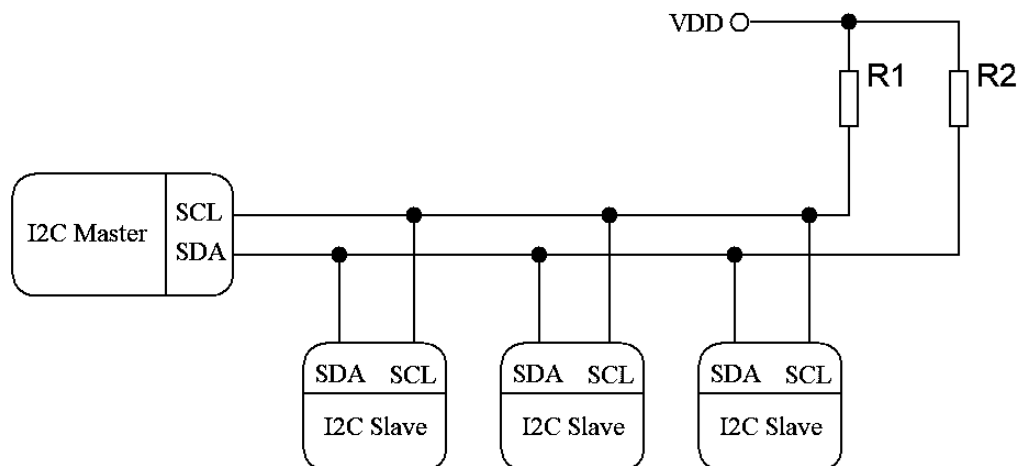 VDD
R1
R2
I2C Master
SCL
SDA
SDA SCL
I2C Slave
SDA SCL
I2C Slave
SDA SCL
I2C Slave